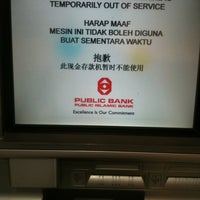 TEMPORARILY OUT OF SERVICE
HARAP MAAF
MESIN INI TIDAK BOLEH DIGUNA
BUAT SEMENTARA WAKTU
抱歉
此现金存款机暂时不能使用
PUBLIC BANK
PUBLIC ISLAMIC BANK
Excellence Is Our Commitment